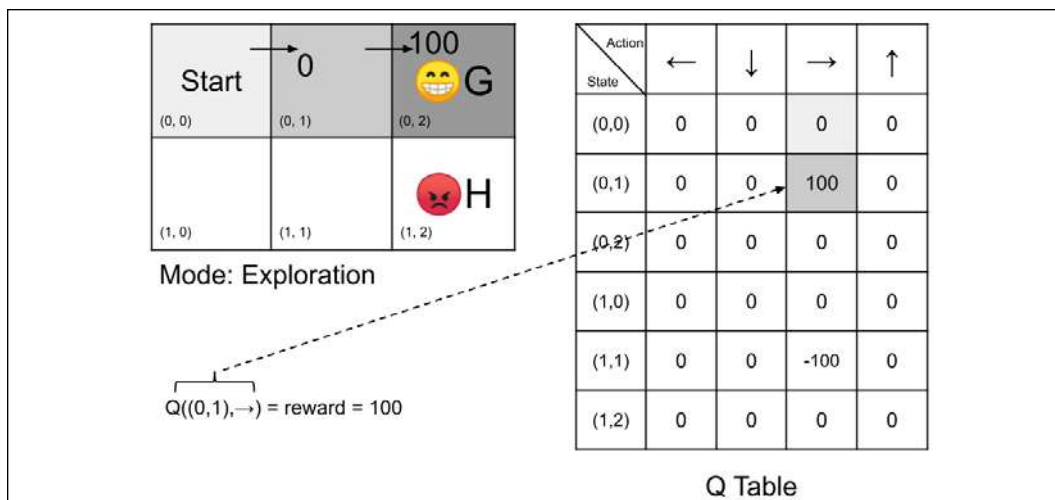 100
0
Start
G
(0, 0)
(0, 1)
(0, 2)
H
(1, 0)
(1, 1)
(1, 2)
Mode: Exploration
Q((0,1),→) = reward = 100
Action
State
← ↓ → ↑
(0,0) 0 0 0 0
(0,1) 0 0 100 0
(0,2) 0 0 0 0
(1,0) 0 0 0 0
(1,1) 0 0 -100 0
(1,2) 0 0 0 0
Q Table